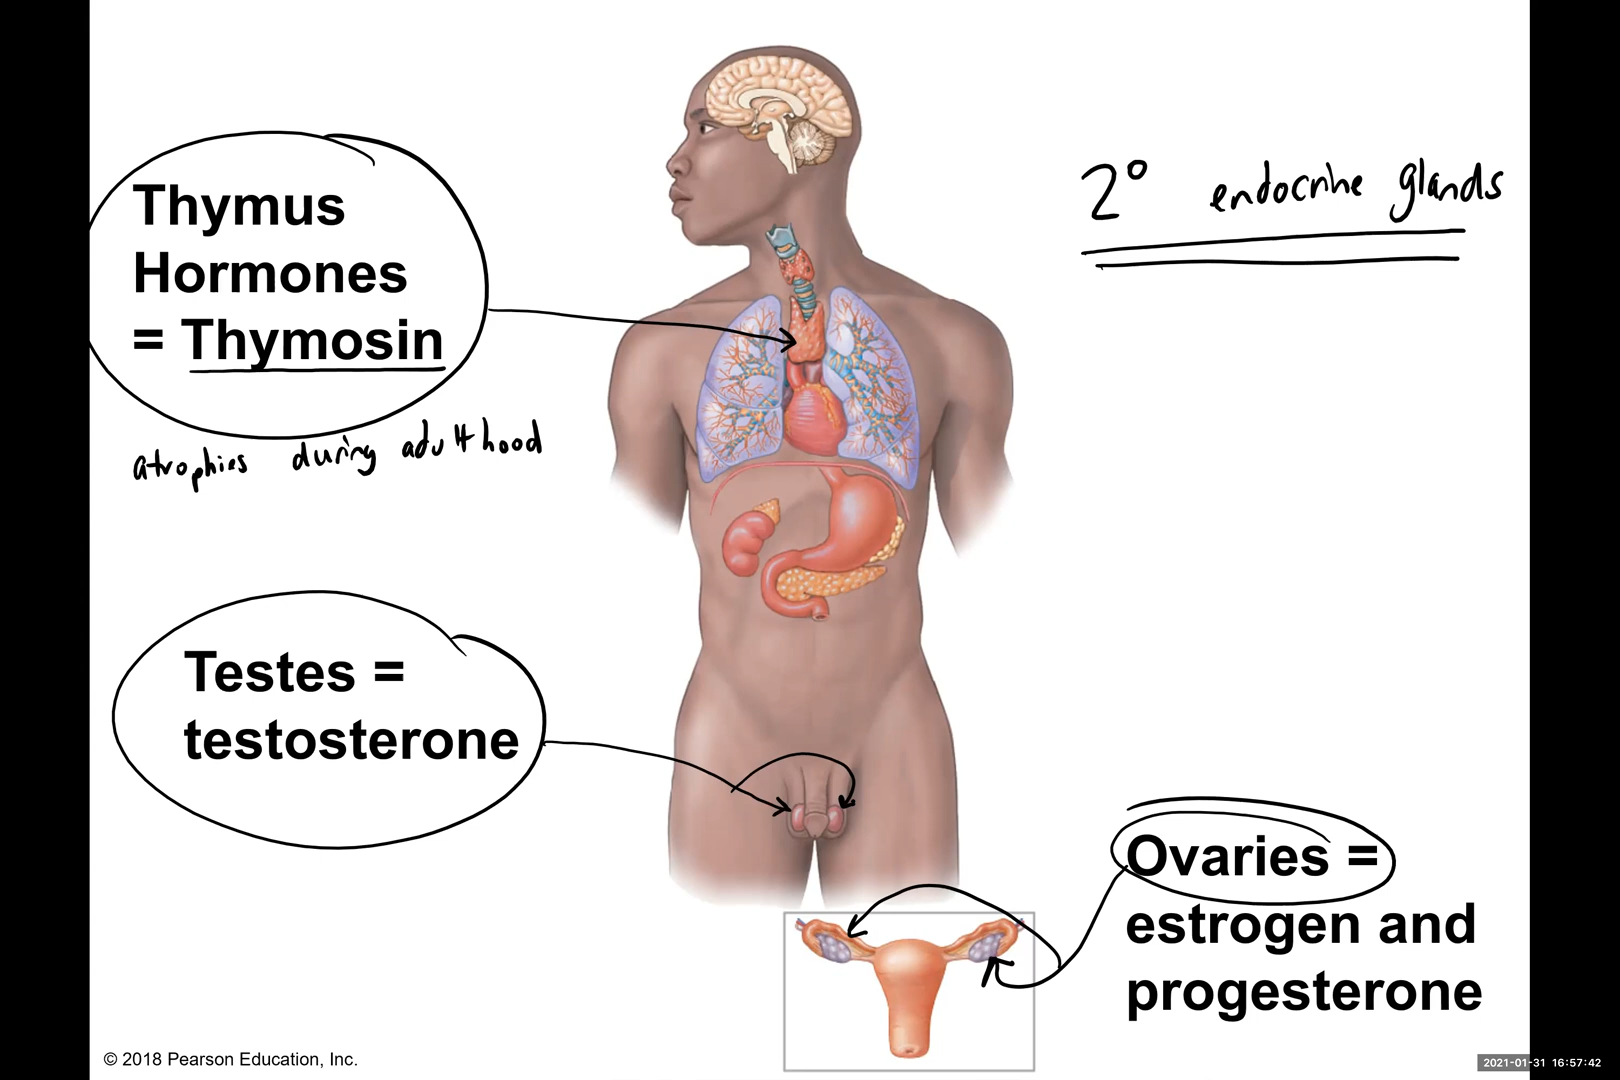 2° endocrine glands
Thymus
Hormones
= Thymosin
atrophies during adulthood
Testes =
testosterone
Ovaries =
estrogen and
progesterone
© 2018 Pearson Education, Inc.
2021-01-31 16:57:42